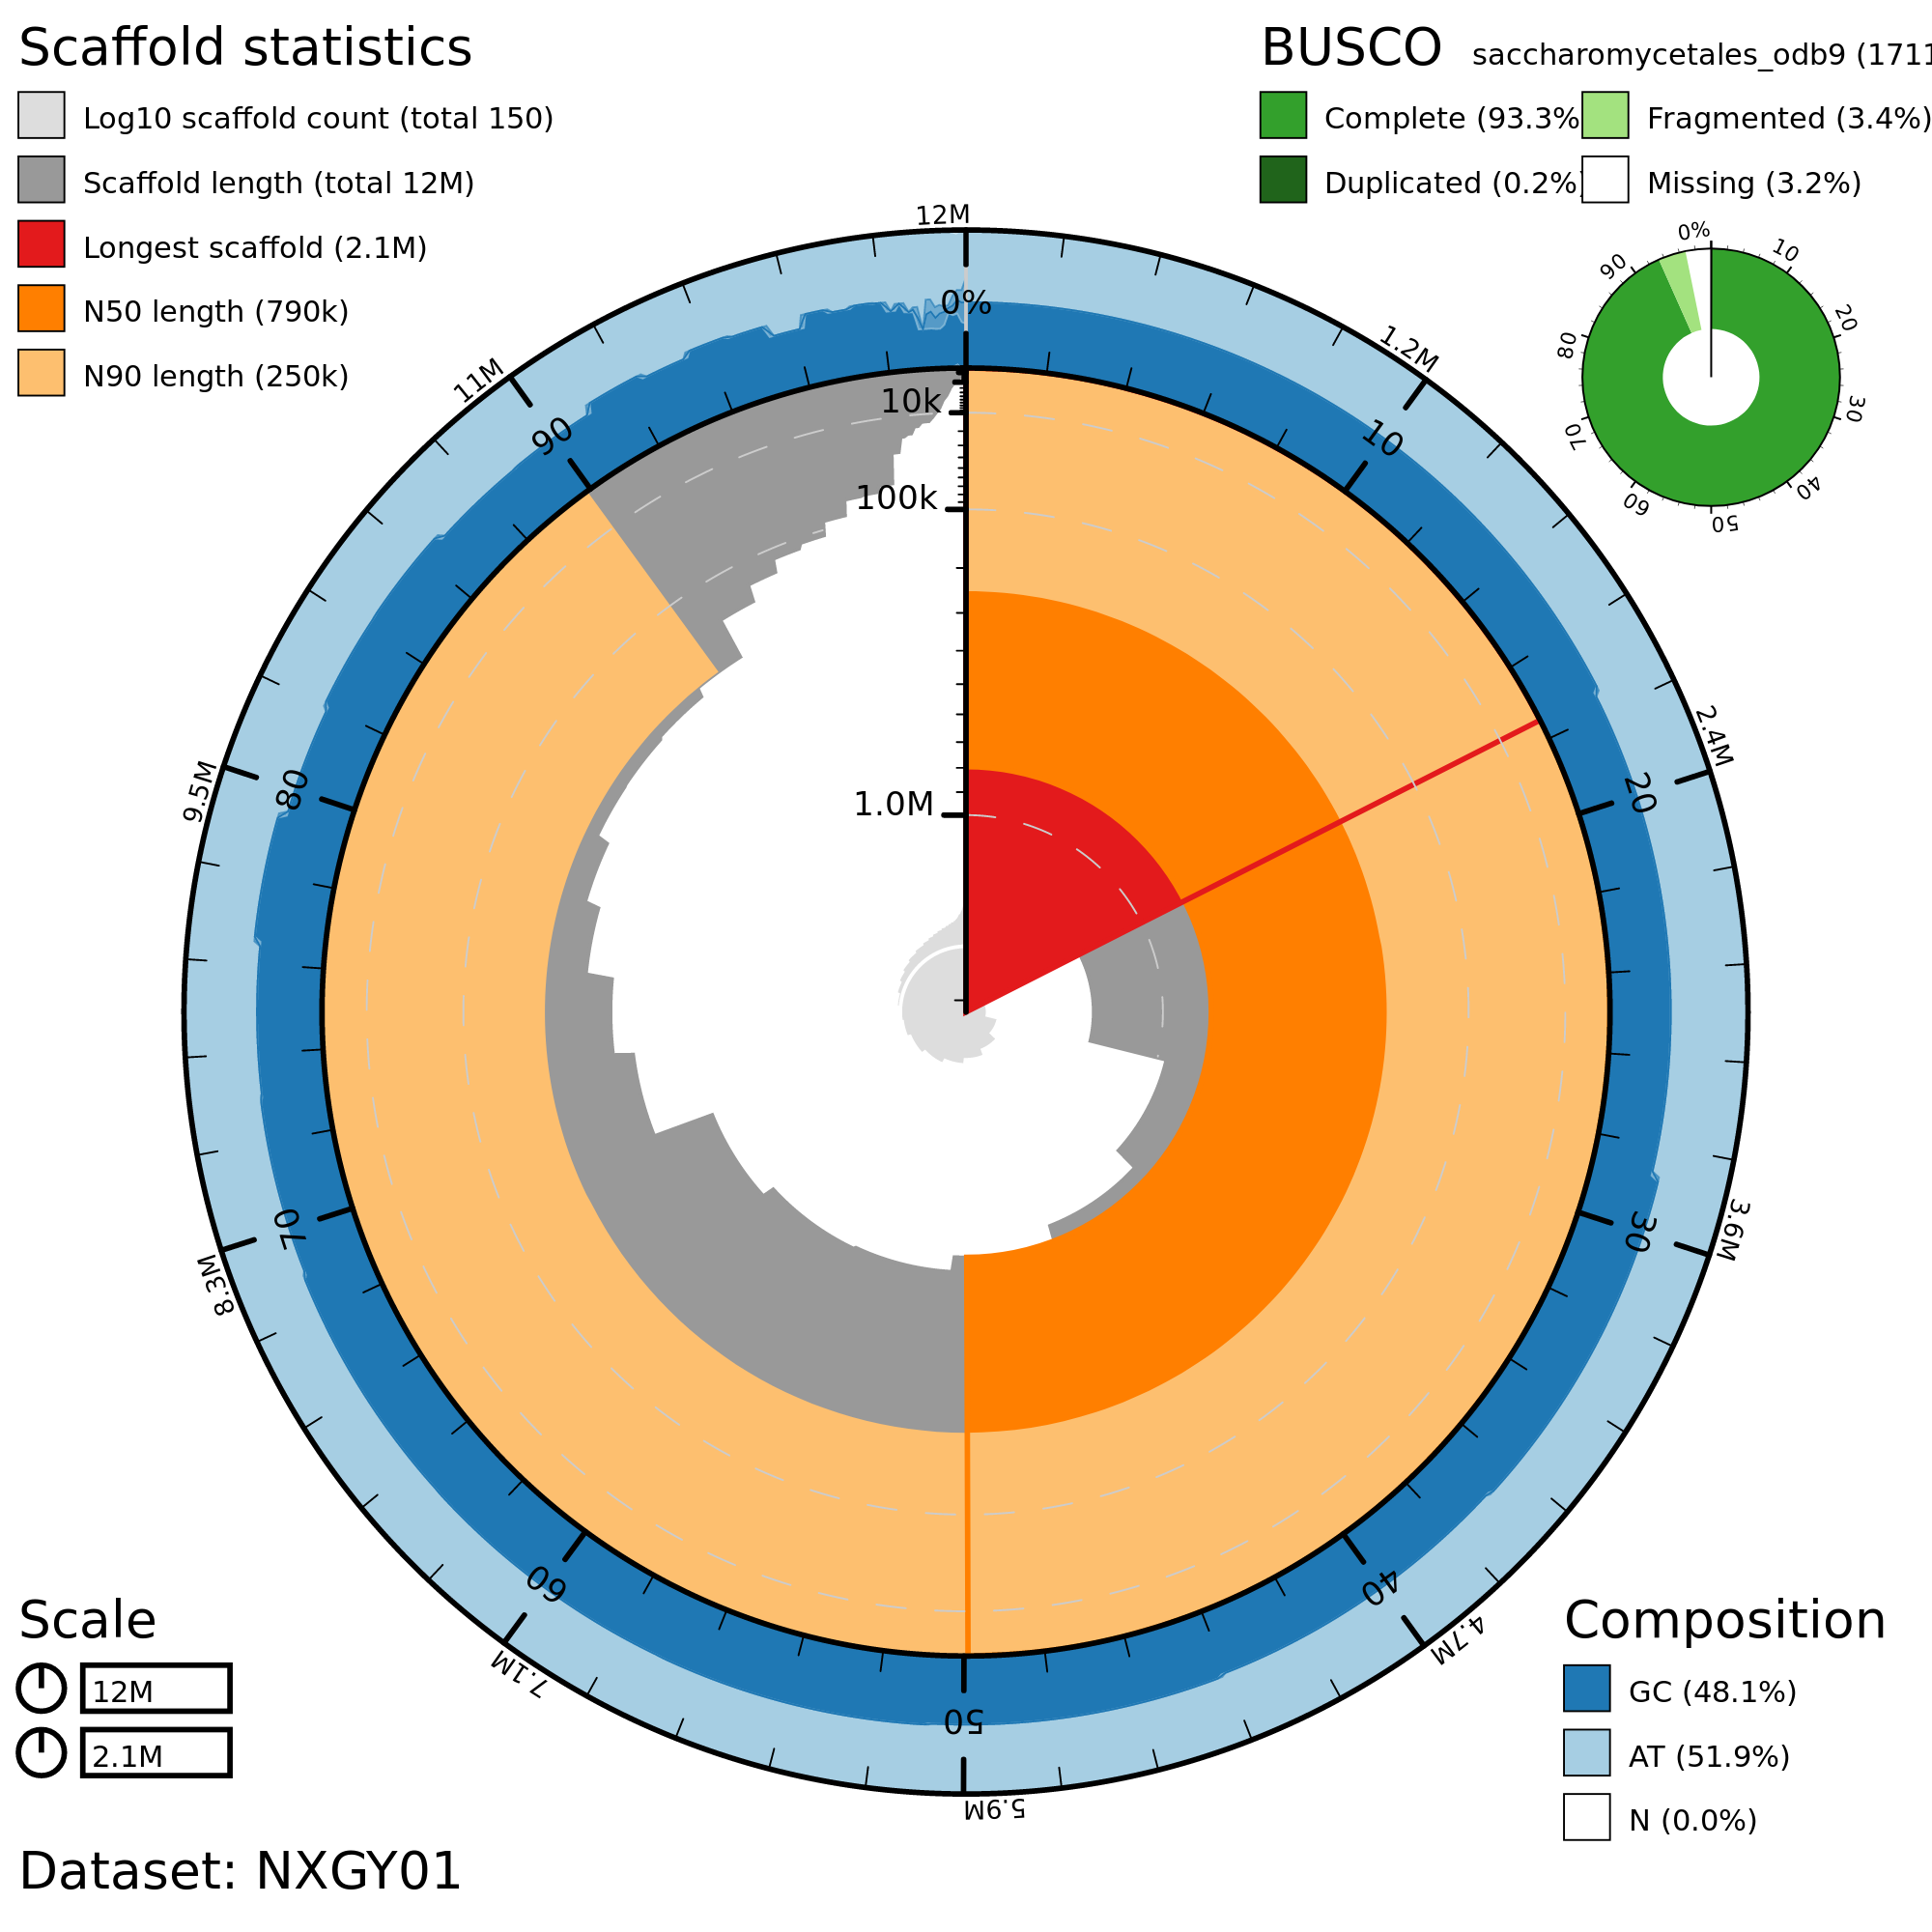 Scaffold statistics
Log10 scaffold count (total 150)
Scaffold length (total 12M)
Longest scaffold (2.1M)
N50 length (790k)
N90 length (250k)
BUSCO saccharomycetales_odb9 (1711
Complete (93.3%
Fragmented (3.4%)
Duplicated (0.2%)
Missing (3.2%)
0%
10
20
30
40
50
60
70
80
90
12M
1.2M
2.4M
3.6M
4.7M
5.9M
7.1M
8.3M
9.5M
11M
0%
10
20
30
40
50
60
70
80
90
10k
100k
1.0M
Scale
12M
2.1M
Composition
GC (48.1%)
AT (51.9%)
N (0.0%)
Dataset: NXGY01